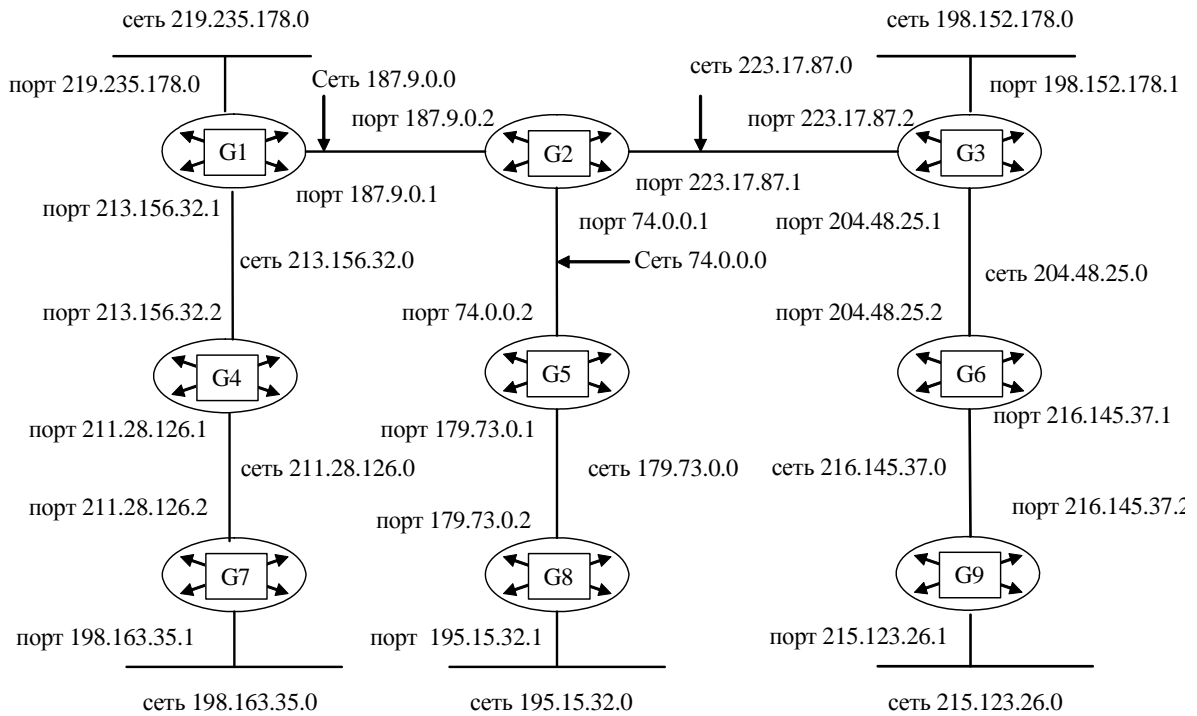 сеть 219.235.178.0
сеть 198.152.178.0
порт 219.235.178.0
Сеть 187.9.0.0
сеть 223.17.87.0
порт 198.152.178.1
порт 187.9.0.2
порт 223.17.87.2
G1
G2
G3
порт 187.9.0.1
порт 223.17.87.1
порт 213.156.32.1
порт 74.0.0.1
порт 204.48.25.1
сеть 213.156.32.0
Сеть 74.0.0.0
сеть 204.48.25.0
порт 213.156.32.2
порт 74.0.0.2
порт 204.48.25.2
G4
G5
G6
порт 211.28.126.1
порт 179.73.0.1
порт 216.145.37.1
сеть 211.28.126.0
сеть 179.73.0.0
сеть 216.145.37.0
порт 211.28.126.2
порт 179.73.0.2
порт 216.145.37.2
G7
G8
G9
порт 198.163.35.1
порт 195.15.32.1
порт 215.123.26.1
сеть 198.163.35.0
сеть 195.15.32.0
сеть 215.123.26.0